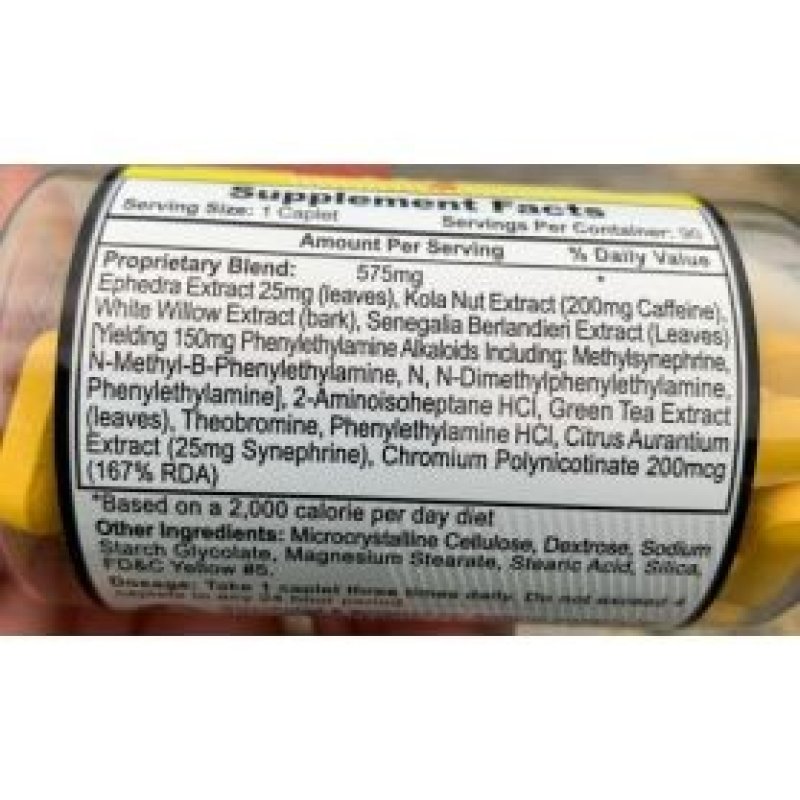 Supplement Facts
Serving Size: 1 Caplet Servings Per Container: 90
Amount Per Serving % Daily Value
Proprietary Blend: 575mg *
Ephedra Extract 25mg (leaves), Kola Nut Extract (200mg Caffeine),
White Willow Extract (bark), Senegalia Berlandieri Extract (Leaves)
[Yielding 150mg Phenylethylamine Alkaloids Including: Methylsynephrine,
N-Methyl-B-Phenylethylamine, N, N-Dimethylphenylethylamine,
Phenylethylamine], 2-Aminoisoheptane HCl, Green Tea Extract
(leaves), Theobromine, Phenylethylamine HCl, Citrus Aurantium
Extract (25mg Synephrine), Chromium Polynicotinate 200mcg
(167% RDA)
*Based on a 2,000 calorie per day diet
Other Ingredients: Microcrystalline Cellulose, Dextrose, Sodium
Starch Glycolate, Magnesium Stearate, Stearic Acid, Silica,
FD&C Yellow #5.
Dosage: Take 1 caplet three times daily. Do not exceed 4